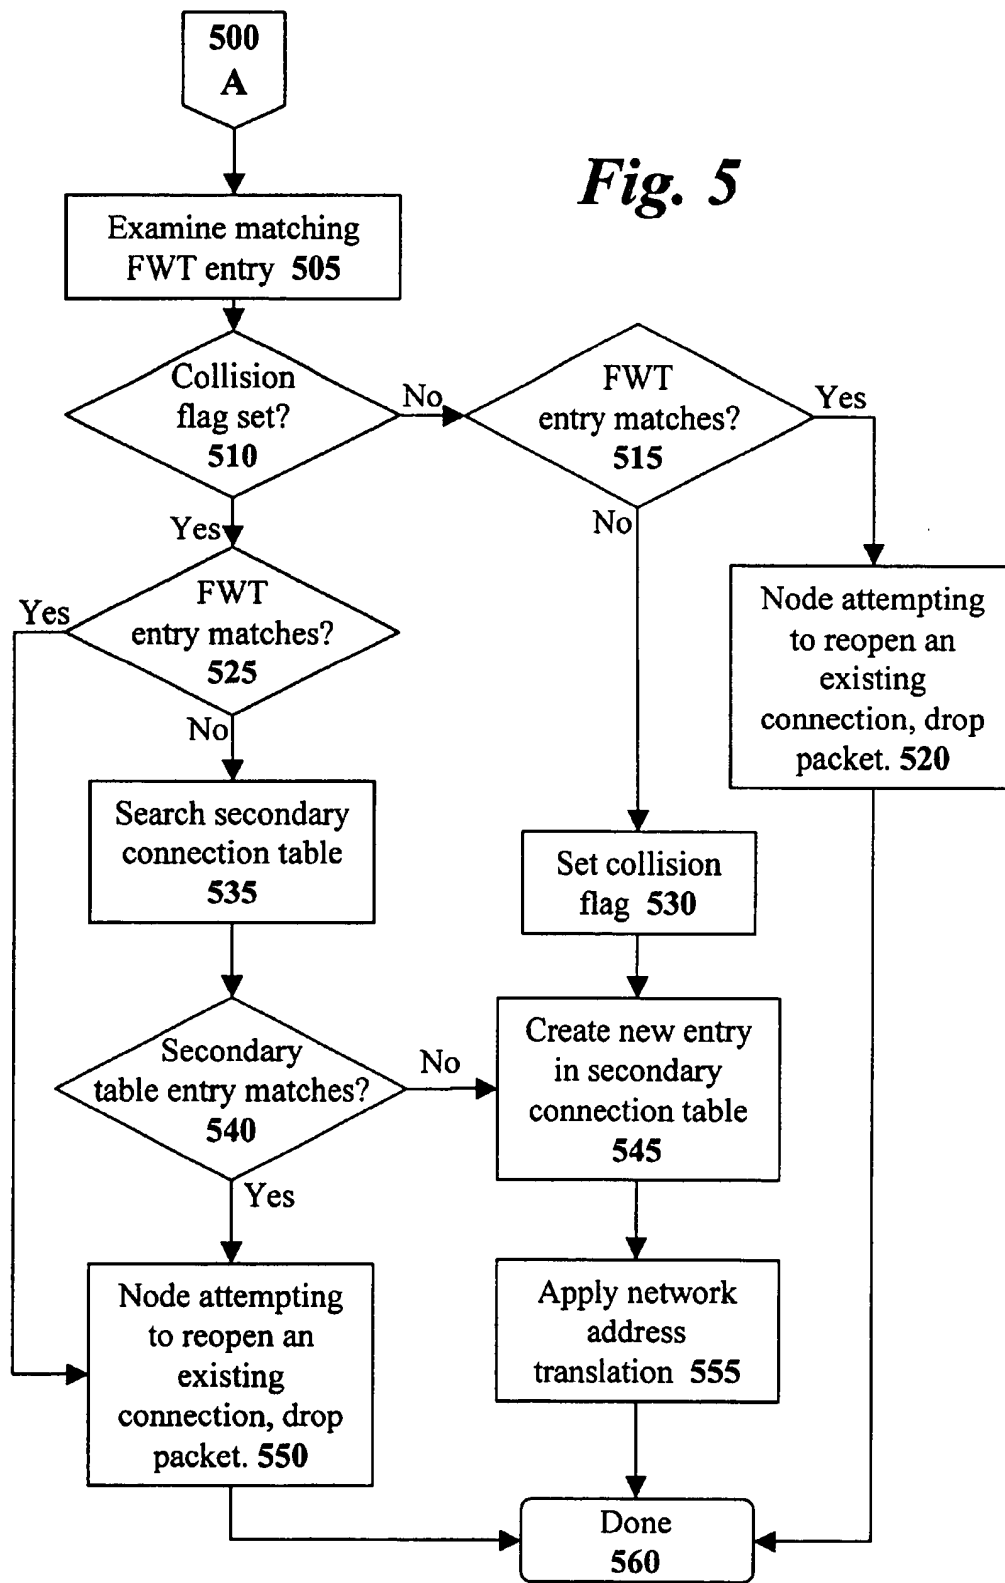 500
A
Fig. 5
Examine matching
FWT entry 505
Collision
flag set?
510
No
FWT
entry matches?
515
Yes
No
Yes
FWT
entry matches?
525
Yes
No
Node attempting
to reopen an
existing
connection, drop
packet. 520
Search secondary
connection table
535
Set collision
flag 530
Secondary
table entry matches?
540
No
Yes
Create new entry
in secondary
connection table
545
Node attempting
to reopen an
existing
connection, drop
packet. 550
Apply network
address
translation 555
Done
560